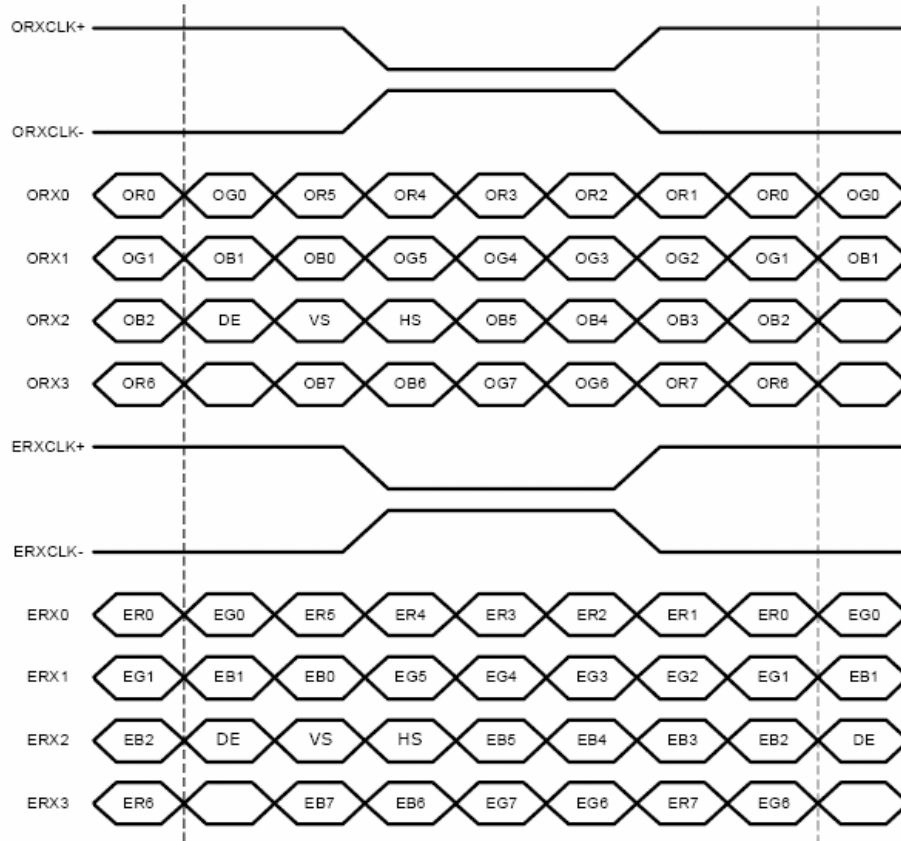 ORXCLK+
ORXCLK-
ORX0 OR0 OG0 OR5 OR4 OR3 OR2 OR1 OR0 OG0
ORX1 OG1 OB1 OB0 OG5 OG4 OG3 OG2 OG1 OB1
ORX2 OB2 DE VS HS OB5 OB4 OB3 OB2
ORX3 OR6 OB7 OB6 OG7 OG6 OR7 OR6
ERXCLK+
ERXCLK-
ERX0 ER0 EG0 ER5 ER4 ER3 ER2 ER1 ER0 EG0
ERX1 EG1 EB1 EB0 EG5 EG4 EG3 EG2 EG1 EB1
ERX2 EB2 DE VS HS EB5 EB4 EB3 EB2 DE
ERX3 ER6 EB7 EB6 EG7 EG6 ER7 EG6